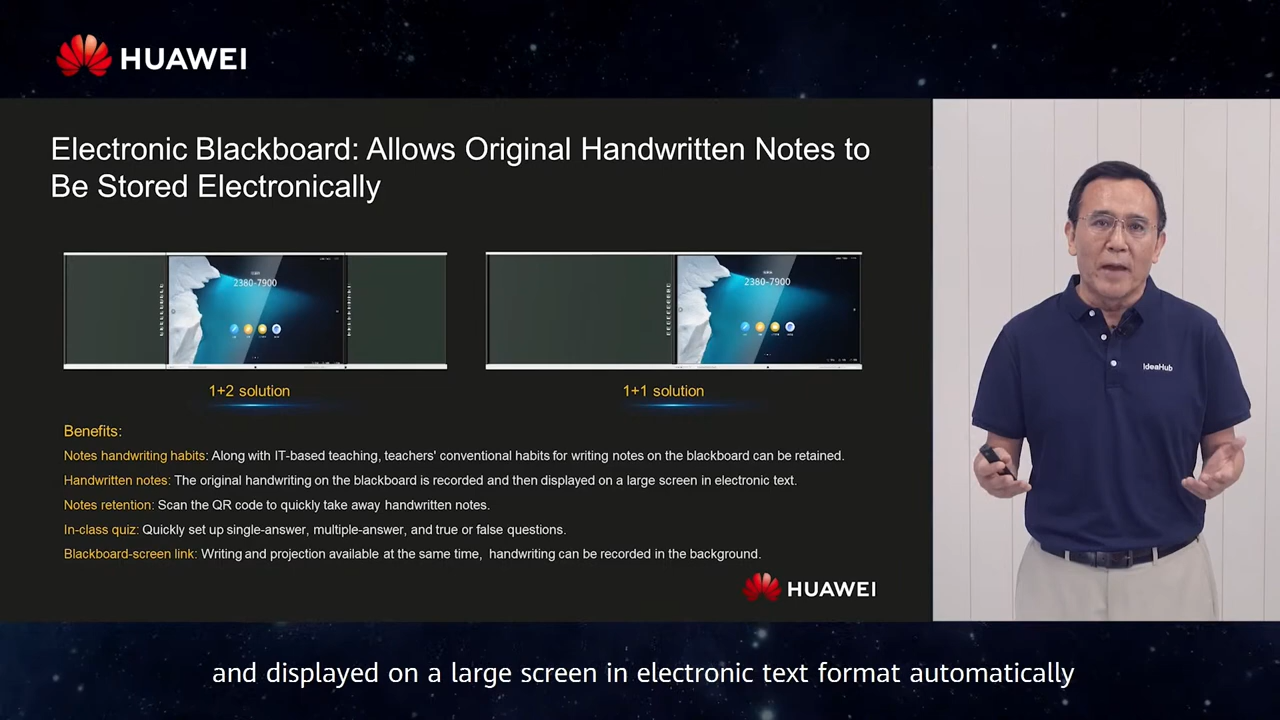 HUAWEI
Electronic Blackboard: Allows Original Handwritten Notes to
Be Stored Electronically
2380-7900
2380-7900
1+2 solution
1+1 solution
Benefits:
Notes handwriting habits: Along with IT-based teaching, teachers' conventional habits for writing notes on the blackboard can be retained.
Handwritten notes: The original handwriting on the blackboard is recorded and then displayed on a large screen in electronic text.
Notes retention: Scan the QR code to quickly take away handwritten notes.
In-class quiz: Quickly set up single-answer, multiple-answer, and true or false questions.
Blackboard-screen link: Writing and projection available at the same time, handwriting can be recorded in the background.
HUAWEI
IdeaHub
and displayed on a large screen in electronic text format automatically